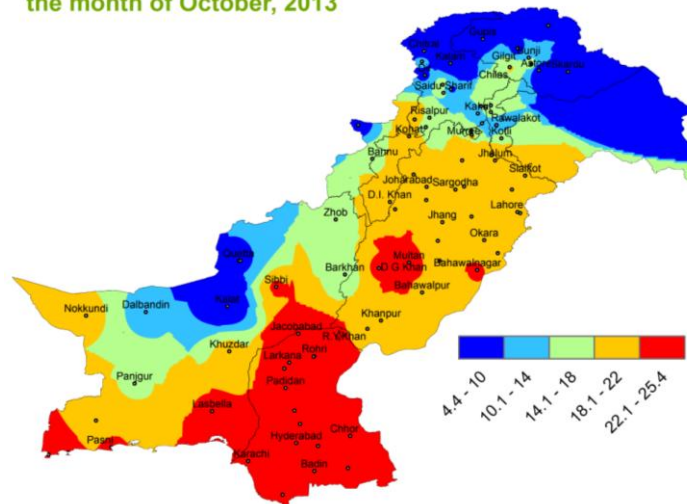 the month of October, 2013
Gupis
Bunji
Gilgit
Astore
Chilas
Saidu Sharif
Kakul
Risalpur
Rawalakot
Kohat
Kotli
Bannu
Jhelum
Sialkot
Joharabad
Sargodha
D.I. Khan
Lahore
Zhob
Jhang
Okara
Quetta
Multan
D.G.Khan
Bahawalnagar
Barkhan
Sibbi
Bahawalpur
Kalat
Nokkundi
Dalbandin
Khanpur
Jacobabad
R.Y.Khan
Khuzdar
Rohri
Larkana
Panjgur
Padidan
Lasbella
Pasni
Hyderabad
Chhor
Karachi
Badin
4.4 - 10
10.1 - 14
14.1 - 18
18.1 - 22
22.1 - 25.4